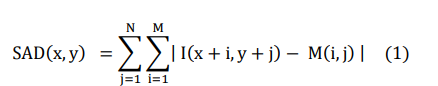 N M
SAD(x,y) = ∑∑| I(x + i, y + j) − M(i, j) | (1)
j=1 i=1